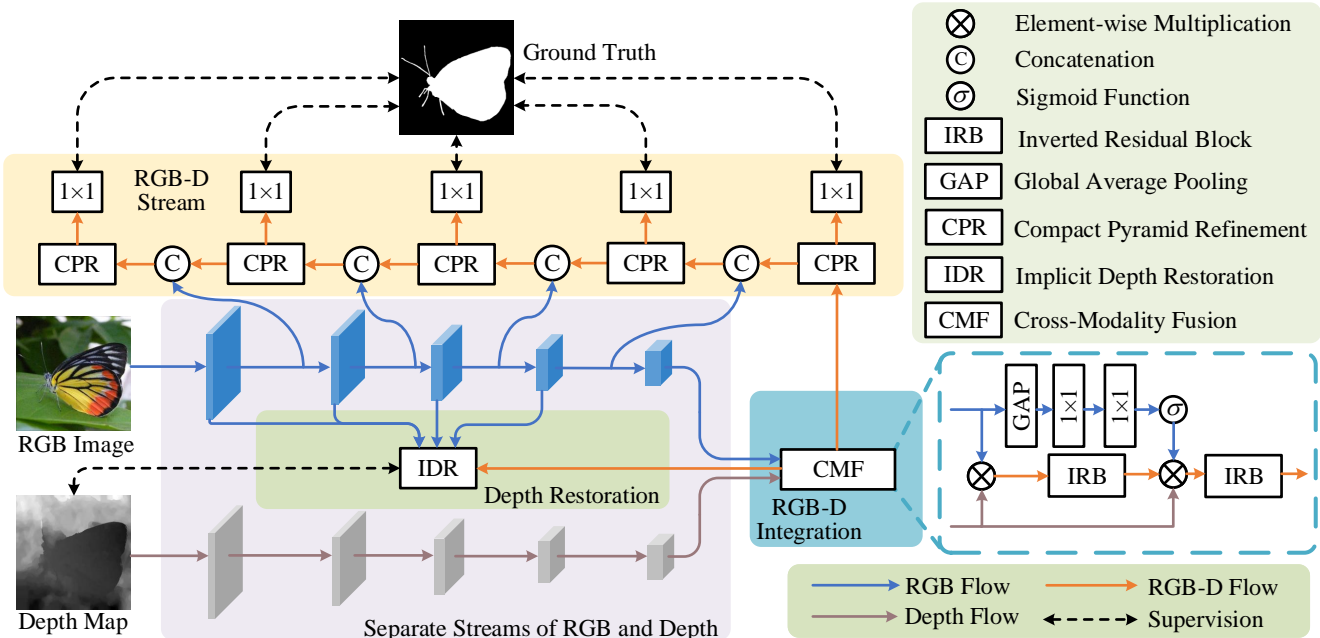 Ground Truth
1×1
RGB-D
Stream
1×1
1×1
1×1
1×1
CPR
C
CPR
C
CPR
C
CPR
C
CPR
RGB Image
IDR
Depth Restoration
CMF
RGB-D
Integration
Depth Map
Separate Streams of RGB and Depth
Element-wise Multiplication
C Concatenation
σ Sigmoid Function
IRB Inverted Residual Block
GAP Global Average Pooling
CPR Compact Pyramid Refinement
IDR Implicit Depth Restoration
CMF Cross-Modality Fusion
GAP
1×1
1×1
σ
IRB
IRB
RGB Flow
RGB-D Flow
Depth Flow
Supervision